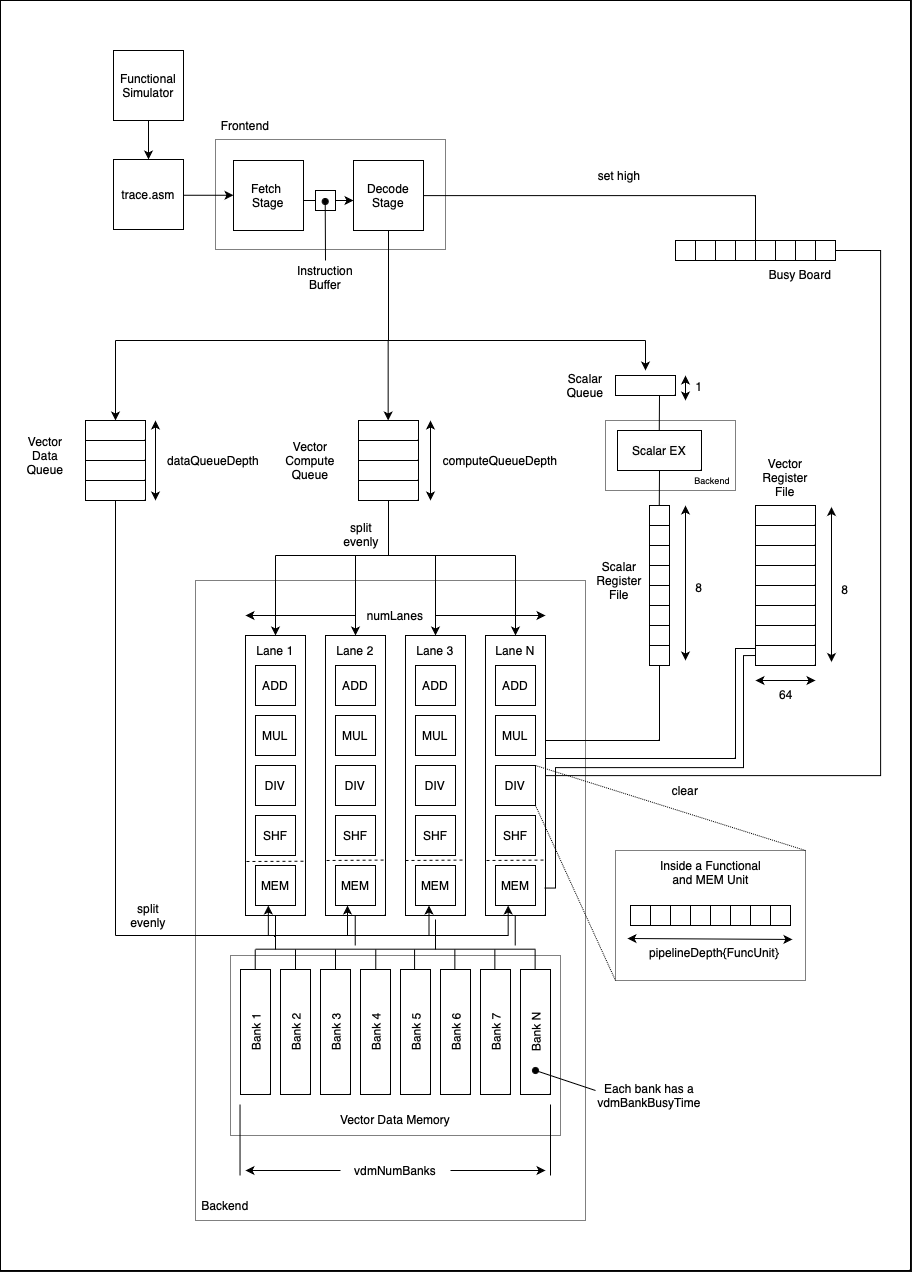 Functional
Simulator
Frontend
trace.asm
Fetch
Stage
Decode
Stage
set high
Instruction
Buffer
Busy Board
Scalar
Queue
1
Vector
Data
Queue
dataQueueDepth
Vector
Compute
Queue
computeQueueDepth
Scalar EX
Backend
Vector
Register
File
split
evenly
Scalar
Register
File
8
8
64
numLanes
Lane 1
Lane 2
Lane 3
Lane N
ADD
ADD
ADD
ADD
MUL
MUL
MUL
MUL
DIV
DIV
DIV
DIV
clear
SHF
SHF
SHF
SHF
MEM
MEM
MEM
MEM
Inside a Functional
and MEM Unit
pipelineDepth{FuncUnit}
split
evenly
Bank 1
Bank 2
Bank 3
Bank 4
Bank 5
Bank 6
Bank 7
Bank N
Each bank has a
vdmBankBusyTime
Vector Data Memory
vdmNumBanks
Backend